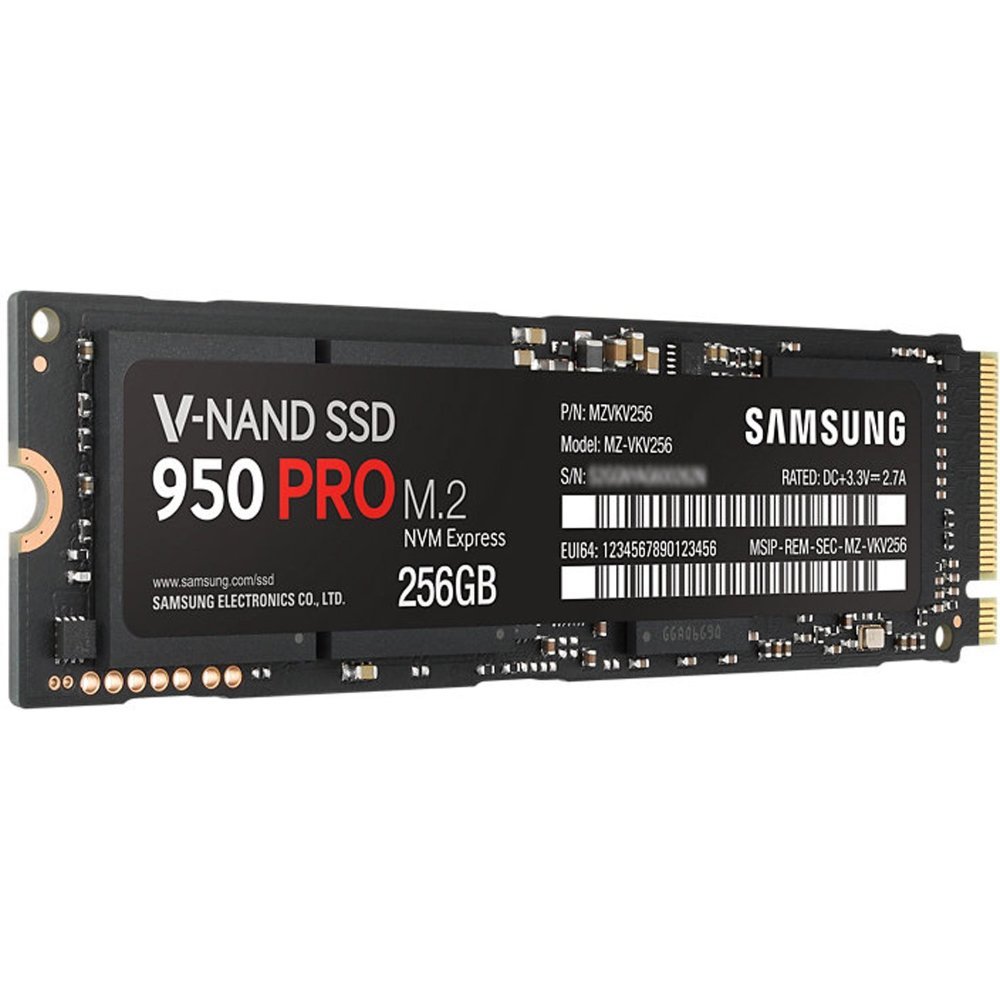 V-NAND SSD
950 PRO M.2
NVM Express
256GB
www.samsung.com/ssd
SAMSUNG ELECTRONICS CO., LTD.
P/N: MZVKV256
Model: MZ-VKV256
S/N:
SAMSUNG
RATED: DC+3.3V⎓2.7A
EUI64: 1234567890123456
MSIP-REM-SEC-MZ-VKV256
GGA06G9Q